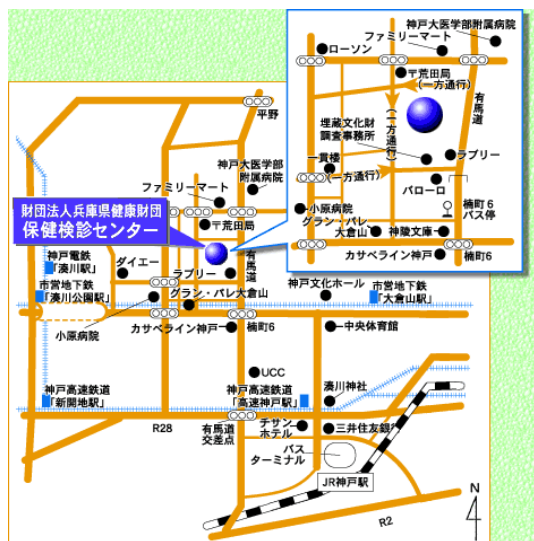 神戸大医学部附属病院
ファミリーマート
ローソン
〒荒田局
(一方通行)
有馬道
(一方通行)
埋蔵文化財
調査事務所
ラブリー
一貫楼
(一方通行)
バローロ
小原病院
グラン・パレ
大倉山
神陵文庫
楠町6
バス停
カサベライン神戸
楠町6
平野
神戸大医学部
附属病院
ファミリーマート
〒荒田局
財団法人兵庫県健康財団
保健検診センター
神戸電鉄
「湊川駅」
ダイエー
ラブリー
有馬道
市営地下鉄
「湊川公園駅」
グラン・パレ大倉山
神戸文化ホール
市営地下鉄
「大倉山駅」
小原病院
カサベライン神戸
楠町6
中央体育館
UCC
神戸高速鉄道
「新開地駅」
神戸高速鉄道
「高速神戸駅」
湊川神社
R28
有馬道
交差点
チサン
ホテル
三井住友銀
バス
ターミナル
JR神戸駅
R2
N